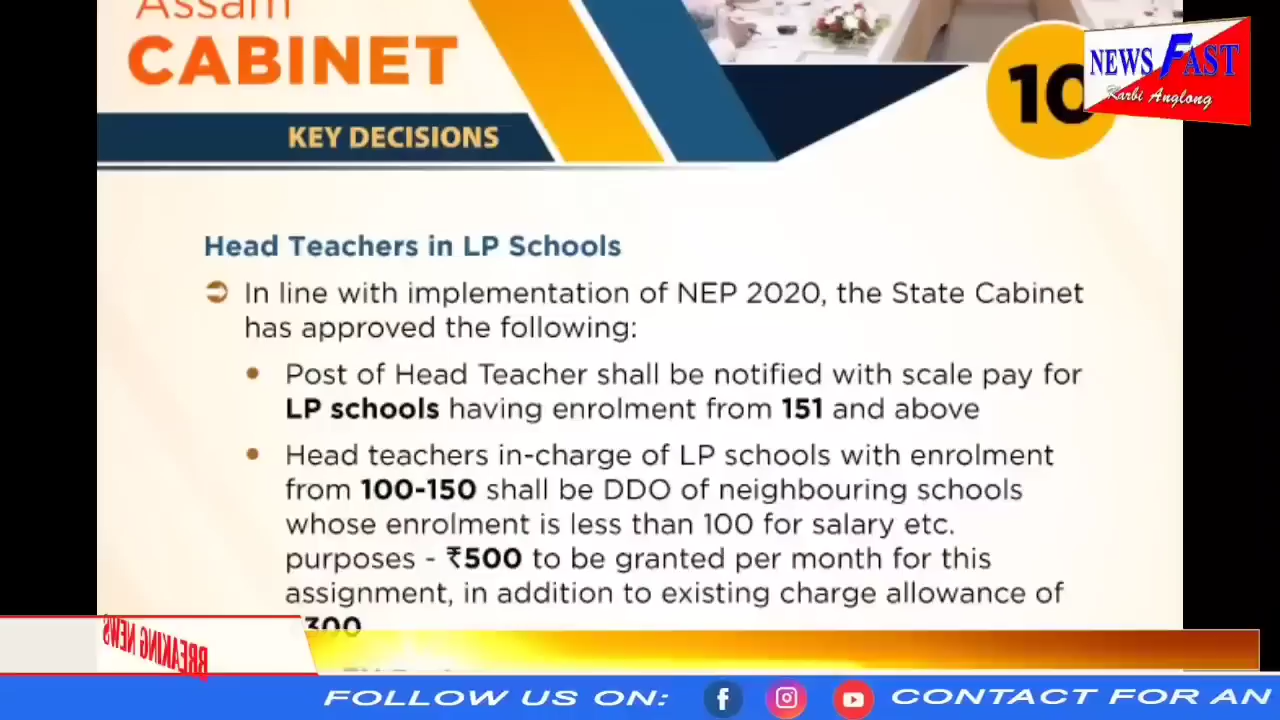 Assam
CABINET
KEY DECISIONS
10
NEWS FAST
Karbi Anglong
Head Teachers in LP Schools
In line with implementation of NEP 2020, the State Cabinet
has approved the following:
Post of Head Teacher shall be notified with scale pay for
LP schools having enrolment from 151 and above
Head teachers in-charge of LP schools with enrolment
from 100-150 shall be DDO of neighbouring schools
whose enrolment is less than 100 for salary etc.
purposes - ₹500 to be granted per month for this
assignment, in addition to existing charge allowance of
300
BREAKING NEWS
FOLLOW US ON:
CONTACT FOR AN